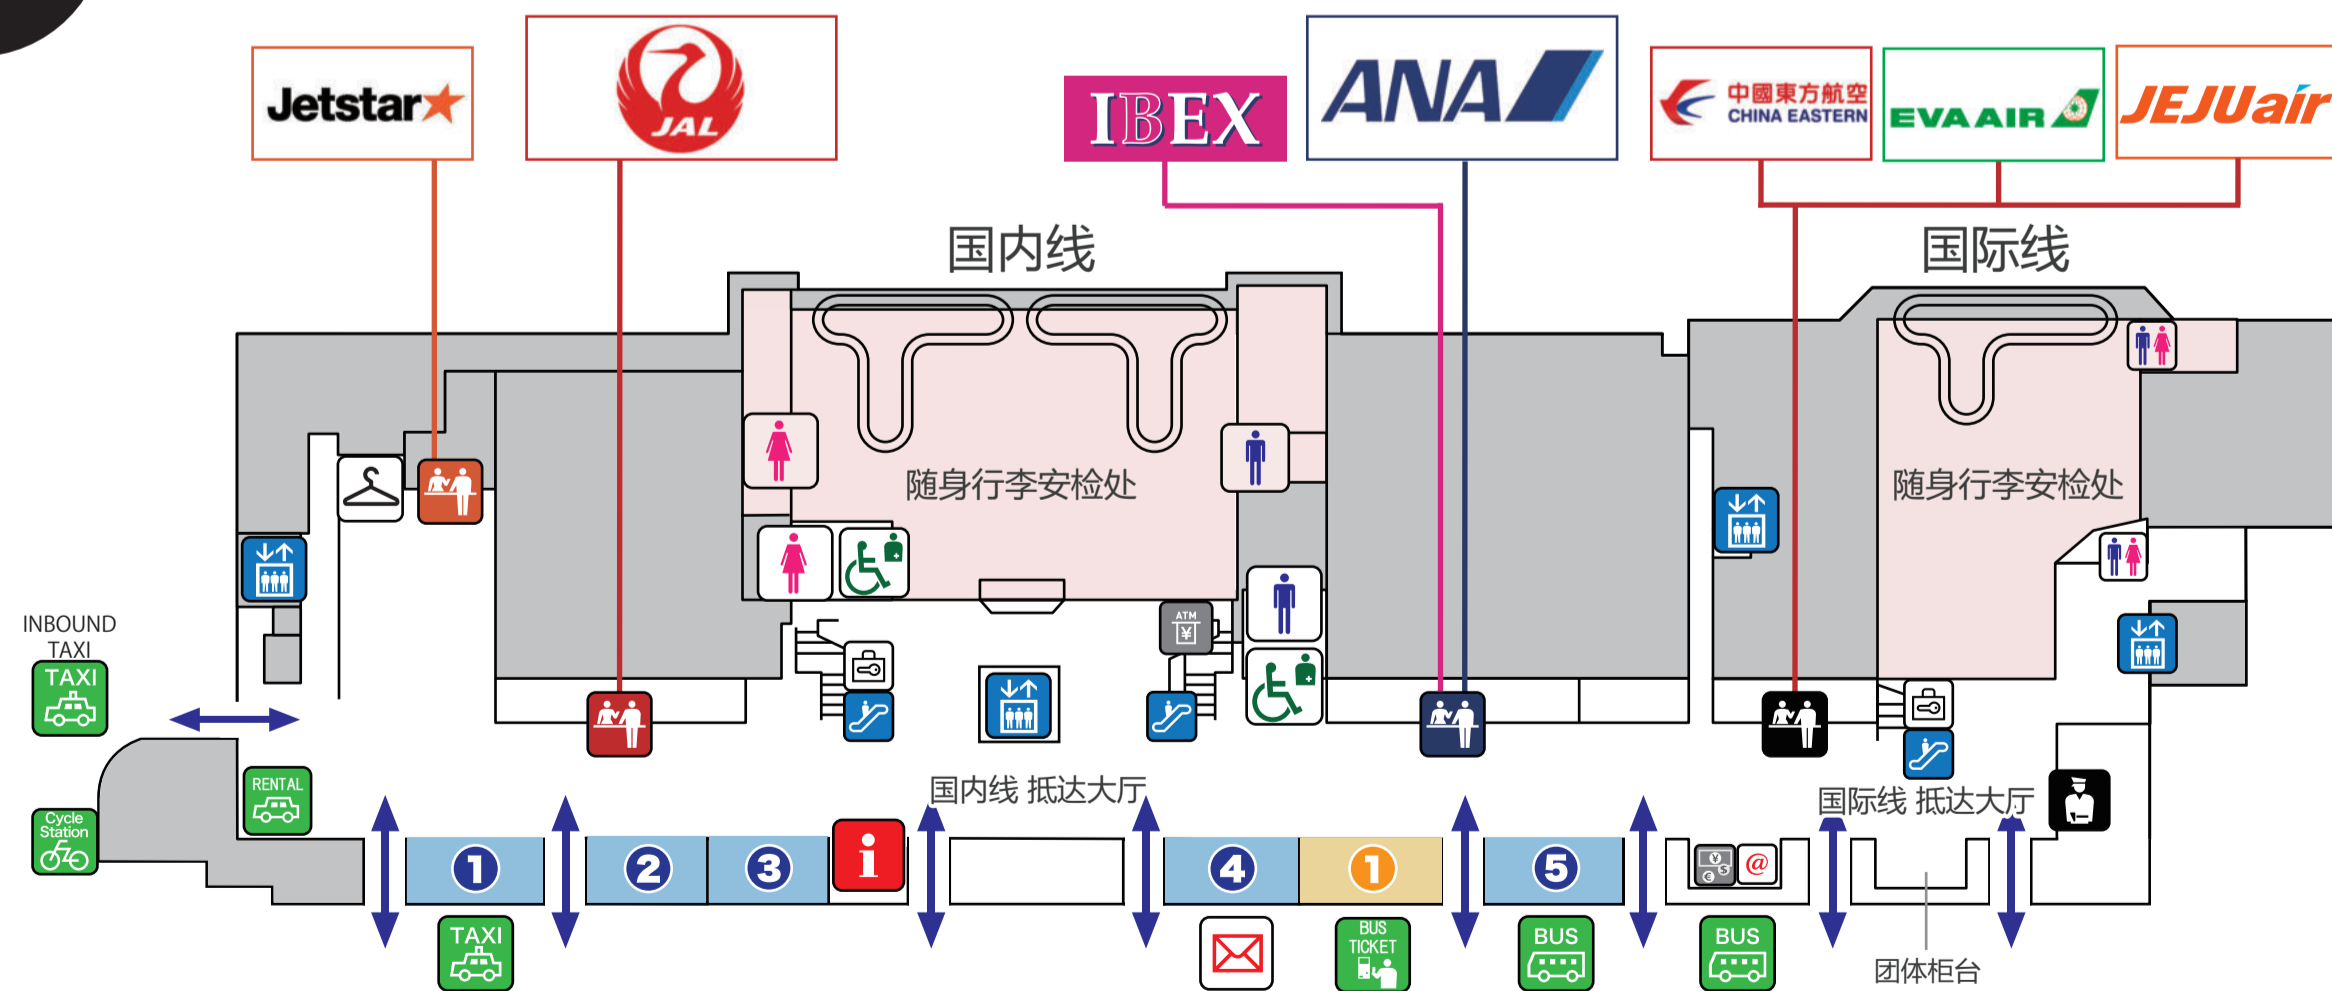 Jetstar
JAL
IBEX
ANA
中國東方航空
CHINA EASTERN
EVA AIR
JEJUair
国内线
国际线
随身行李安检处
随身行李安检处
ATM
¥
INBOUND
TAXI
TAXI
RENTAL
Cycle
Station
国内线 抵达大厅
国际线 抵达大厅
1
2
3
i
4
1
5
¥
$
€
@
TAXI
BUS
TICKET
BUS
BUS
团体柜台